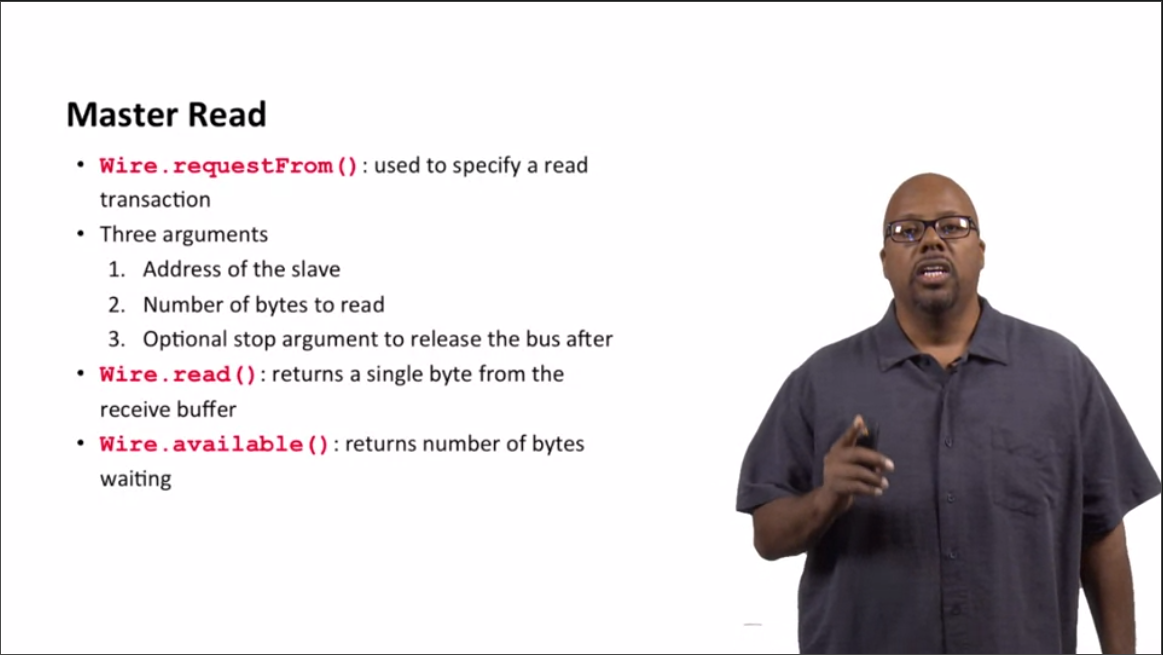 Master Read
• Wire.requestFrom(): used to specify a read
transaction
• Three arguments
1. Address of the slave
2. Number of bytes to read
3. Optional stop argument to release the bus after
• Wire.read(): returns a single byte from the
receive buffer
• Wire.available(): returns number of bytes
waiting